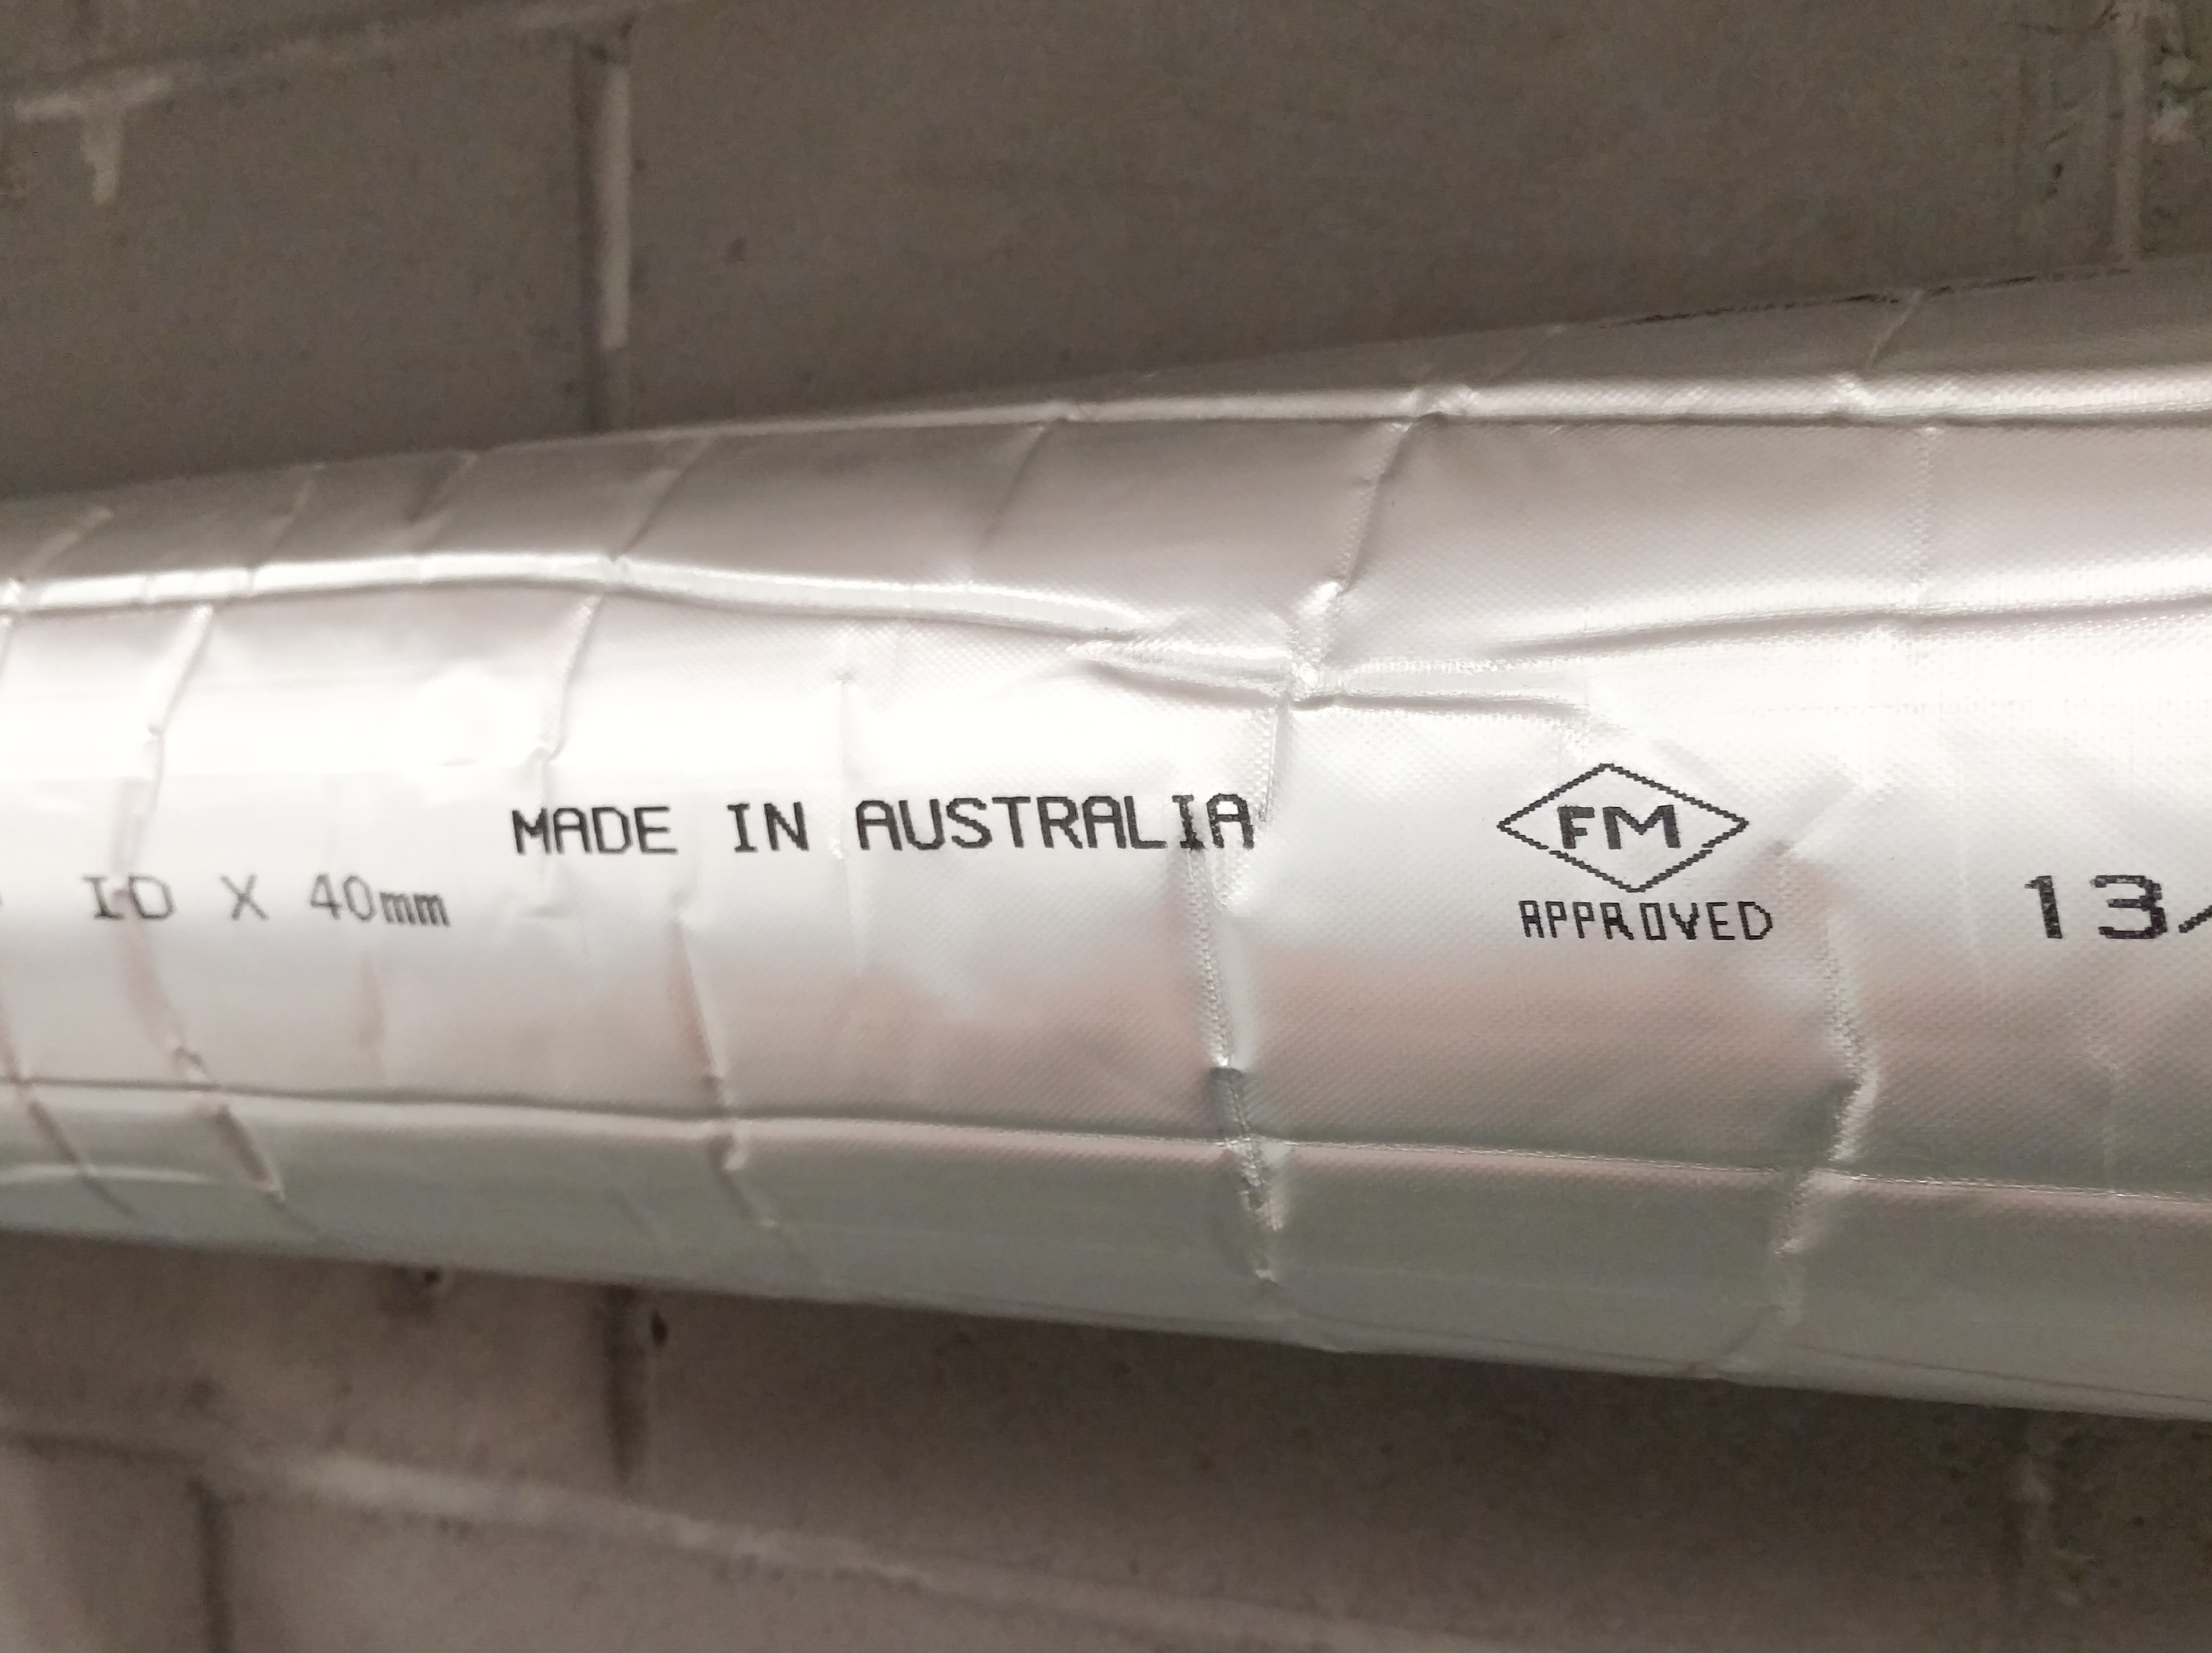 ID X 40mm
MADE IN AUSTRALIA
FM
APPROVED
13/